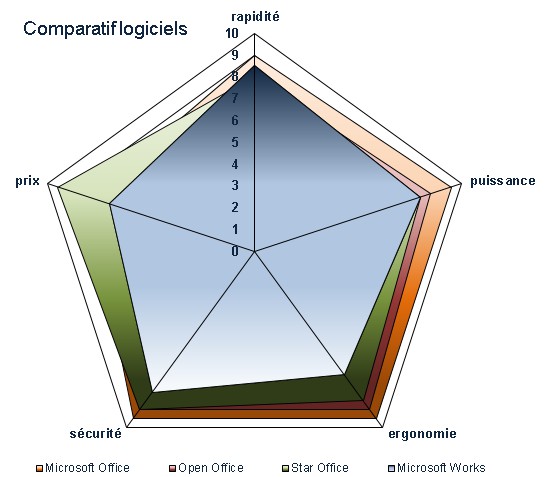 Comparatif logiciels
rapidité
10
9
8
7
6
5
4
3
2
1
0
prix
puissance
sécurité
ergonomie
Microsoft Office Open Office Star Office Microsoft Works